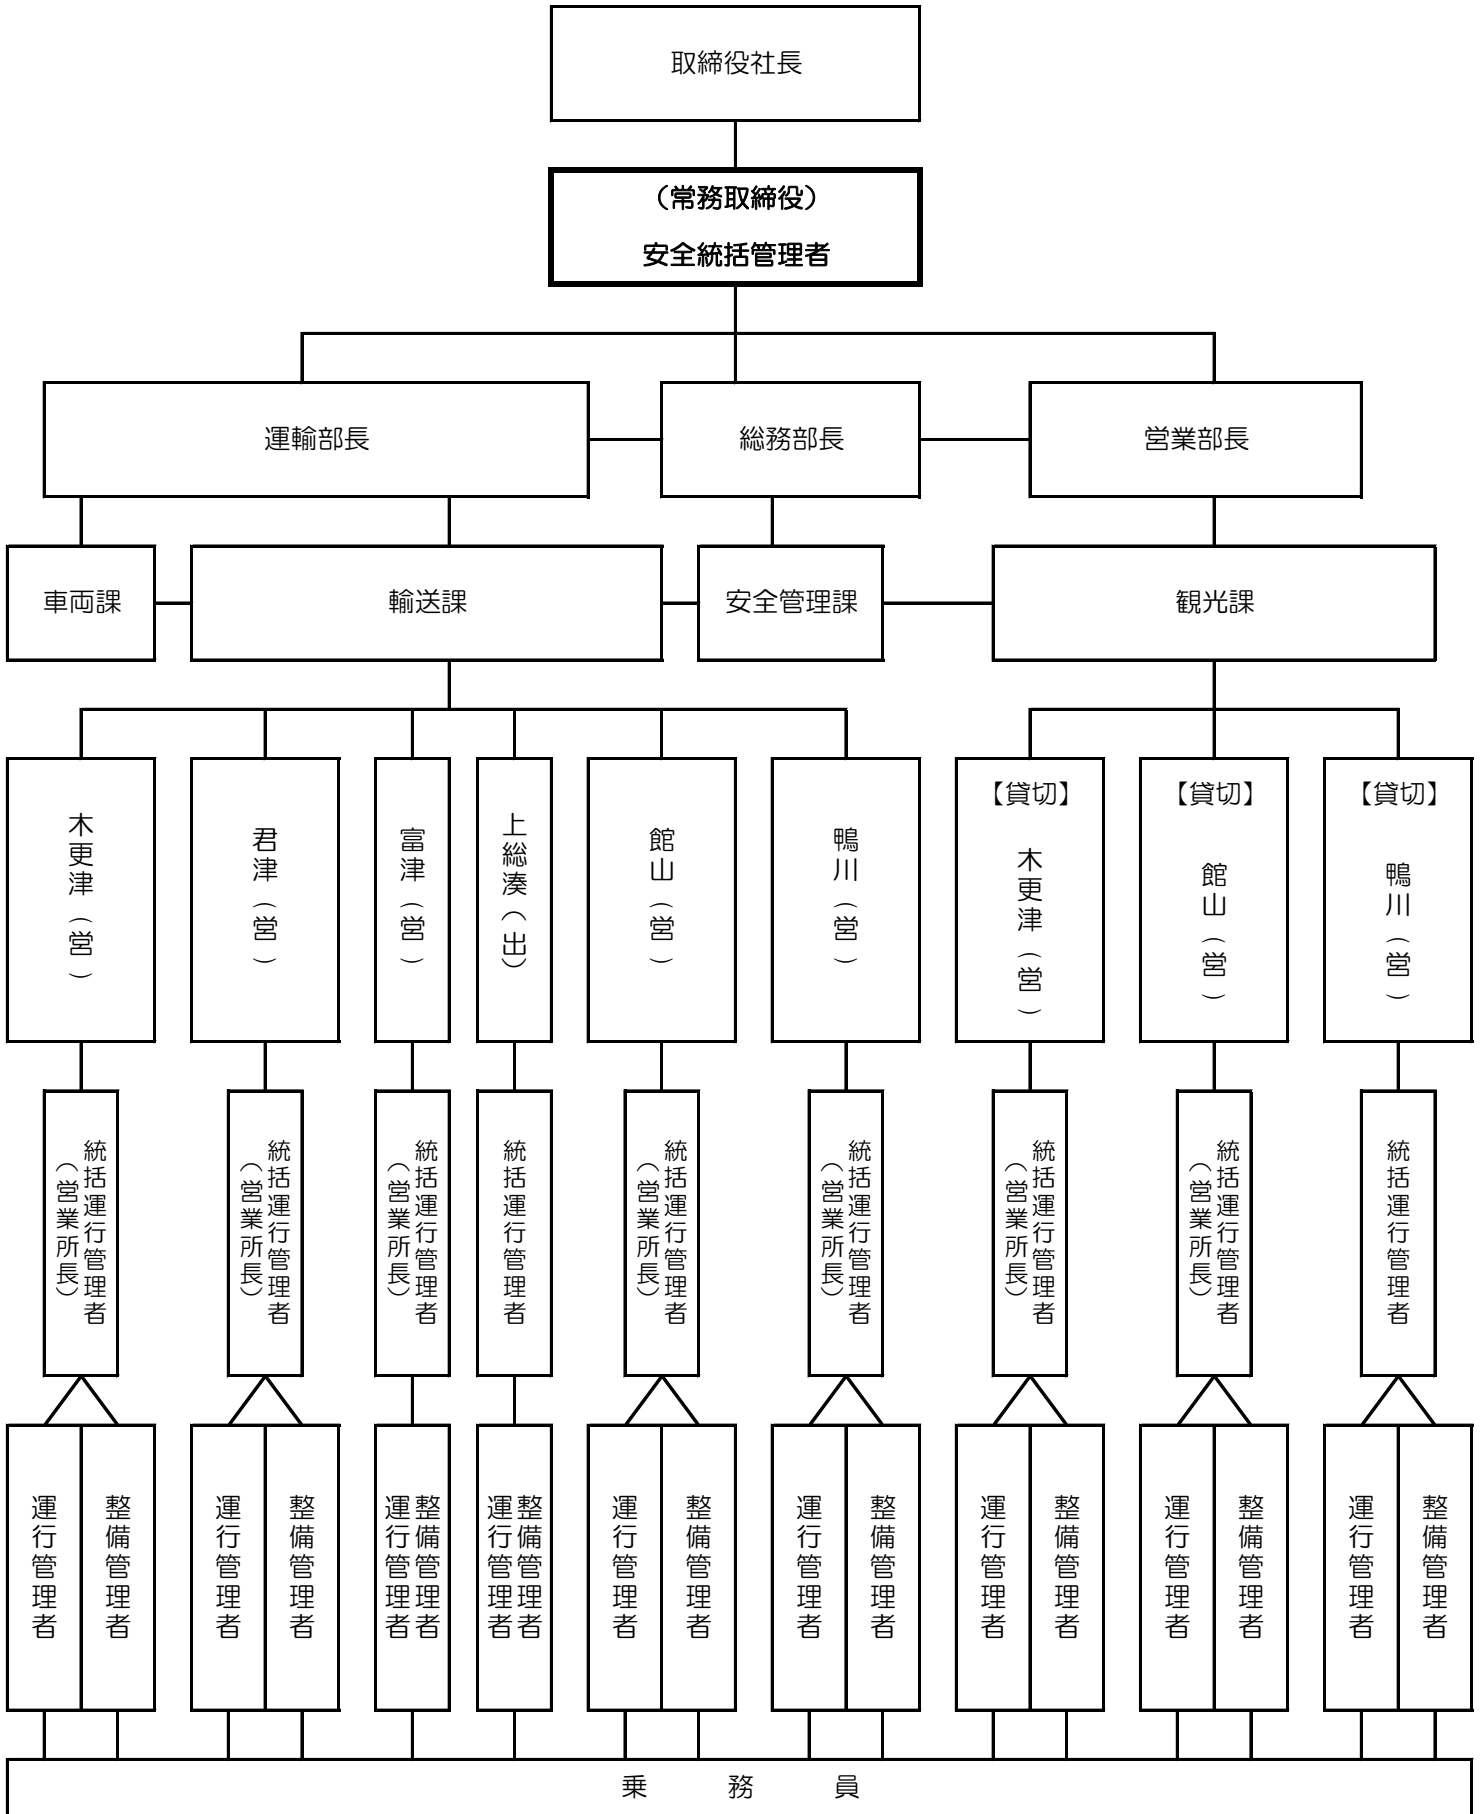 取締役社長
（常務取締役）
安全統括管理者
運輸部長
総務部長
営業部長
車両課
輸送課
安全管理課
観光課
木更津（営）
君津（営）
富津（営）
上総湊（出）
館山（営）
鴨川（営）
【貸切】
木更津（営）
【貸切】
館山（営）
【貸切】
鴨川（営）
統括運行管理者
（営業所長）
統括運行管理者
（営業所長）
統括運行管理者
（営業所長）
統括運行管理者
統括運行管理者
（営業所長）
統括運行管理者
（営業所長）
統括運行管理者
（営業所長）
統括運行管理者
（営業所長）
統括運行管理者
運行管理者
整備管理者
運行管理者
整備管理者
整備管理者
運行管理者
整備管理者
運行管理者
運行管理者
整備管理者
運行管理者
整備管理者
運行管理者
整備管理者
運行管理者
整備管理者
運行管理者
整備管理者
乗　務　員